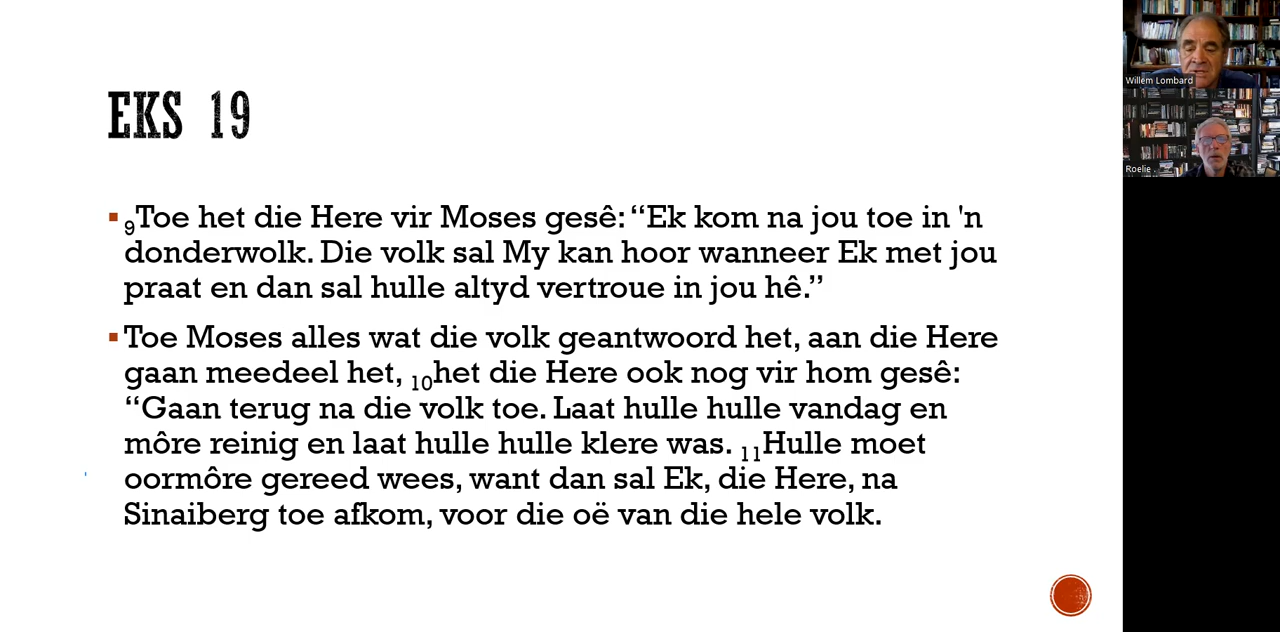 EKS 19
9Toe het die Here vir Moses gesê: “Ek kom na jou toe in 'n
donderwolk. Die volk sal My kan hoor wanneer Ek met jou
praat en dan sal hulle altyd vertroue in jou hê.”
Toe Moses alles wat die volk geantwoord het, aan die Here
gaan meedeel het, 10het die Here ook nog vir hom gesê:
“Gaan terug na die volk toe. Laat hulle hulle vandag en
môre reinig en laat hulle hulle klere was. 11Hulle moet
oormôre gereed wees, want dan sal Ek, die Here, na
Sinaiberg toe afkom, voor die oë van die hele volk.
Willem Lombard
Roelie .